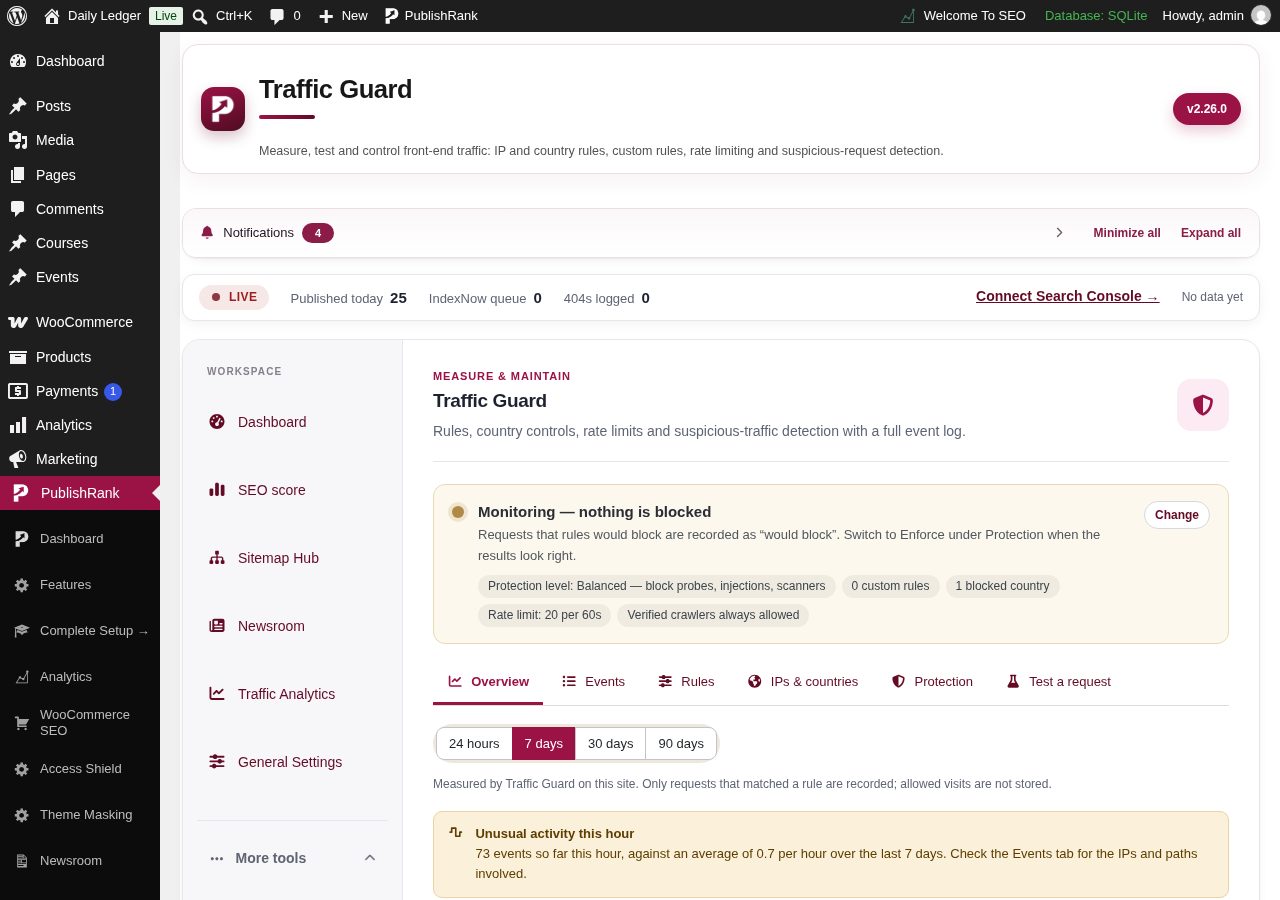 Daily Ledger
Live
Ctrl+K
0
New
PublishRank
Welcome To SEO
Database: SQLite
Howdy, admin
Dashboard
Posts
Media
Pages
Comments
Courses
Events
WooCommerce
Products
Payments 1
Analytics
Marketing
PublishRank
Dashboard
Features
Complete Setup →
Analytics
WooCommerce
SEO
Access Shield
Theme Masking
Newsroom
Traffic Guard
Measure, test and control front-end traffic: IP and country rules, custom rules, rate limiting and suspicious-request detection.
v2.26.0
Notifications 4
Minimize all
Expand all
LIVE
Published today 25
IndexNow queue 0
404s logged 0
Connect Search Console →
No data yet
WORKSPACE
Dashboard
SEO score
Sitemap Hub
Newsroom
Traffic Analytics
General Settings
More tools
MEASURE & MAINTAIN
Traffic Guard
Rules, country controls, rate limits and suspicious-traffic detection with a full event log.
Monitoring — nothing is blocked
Requests that rules would block are recorded as “would block”. Switch to Enforce under Protection when the
results look right.
Change
Protection level: Balanced — block probes, injections, scanners
0 custom rules
1 blocked country
Rate limit: 20 per 60s
Verified crawlers always allowed
Overview
Events
Rules
IPs & countries
Protection
Test a request
24 hours
7 days
30 days
90 days
Measured by Traffic Guard on this site. Only requests that matched a rule are recorded; allowed visits are not stored.
Unusual activity this hour
73 events so far this hour, against an average of 0.7 per hour over the last 7 days. Check the Events tab for the IPs and paths
involved.